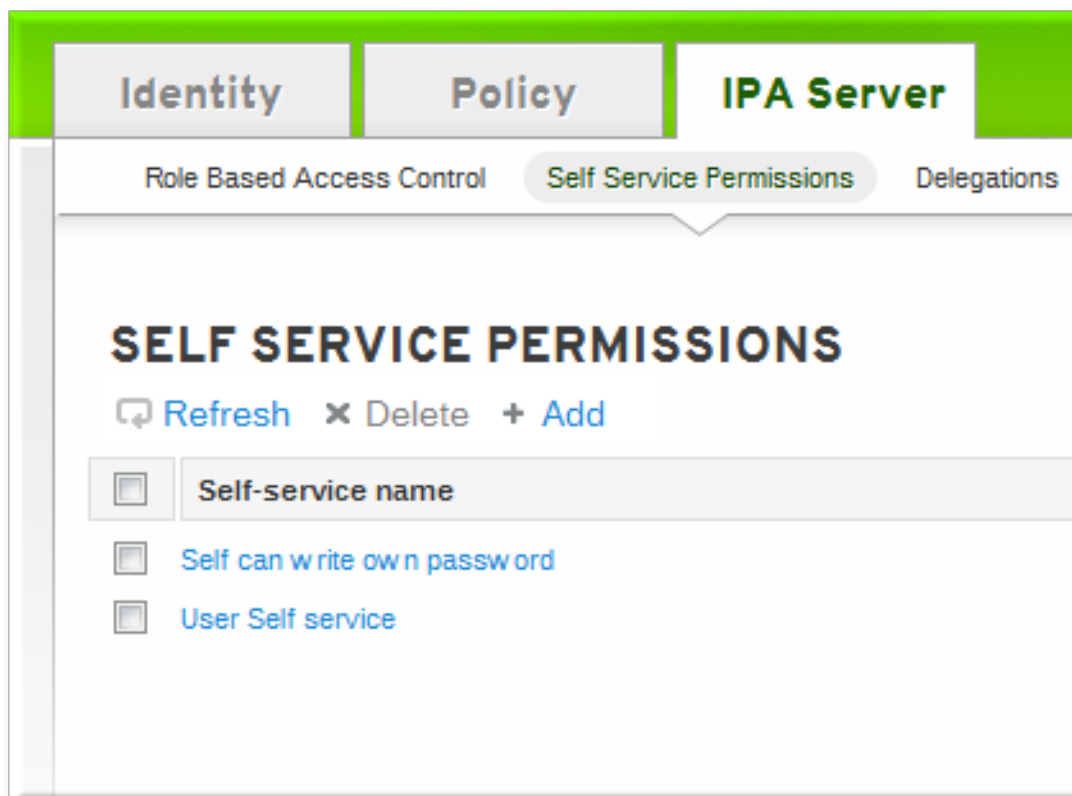 Identity Policy IPA Server
Role Based Access Control Self Service Permissions Delegations
SELF SERVICE PERMISSIONS
Refresh Delete + Add
Self-service name
Self can write own password
User Self service